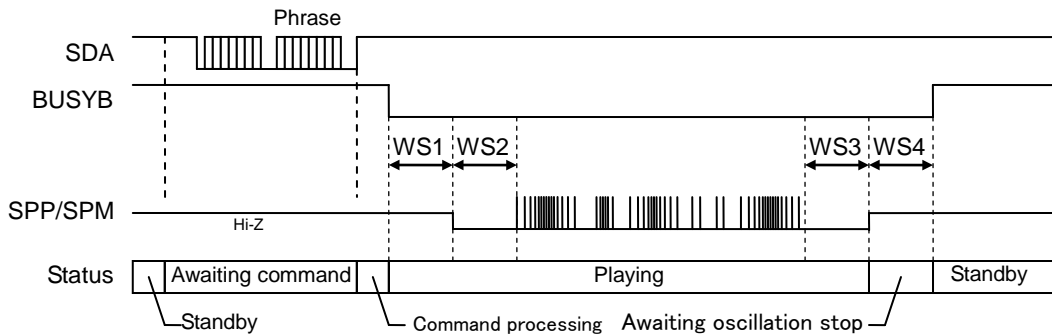 Phrase
SDA
BUSYB
WS1 WS2 WS3 WS4
SPP/SPM
Hi-Z
Status Awaiting command Playing Standby
Standby Command processing Awaiting oscillation stop